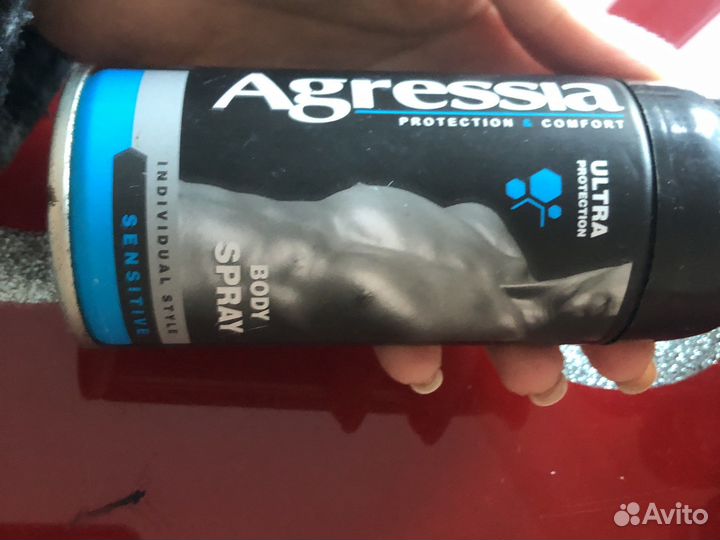 Agressia
PROTECTION & COMFORT
ULTRA
PROTECTION
BODY
SPRAY
INDIVIDUAL STYLE
SENSITIVE
Avito